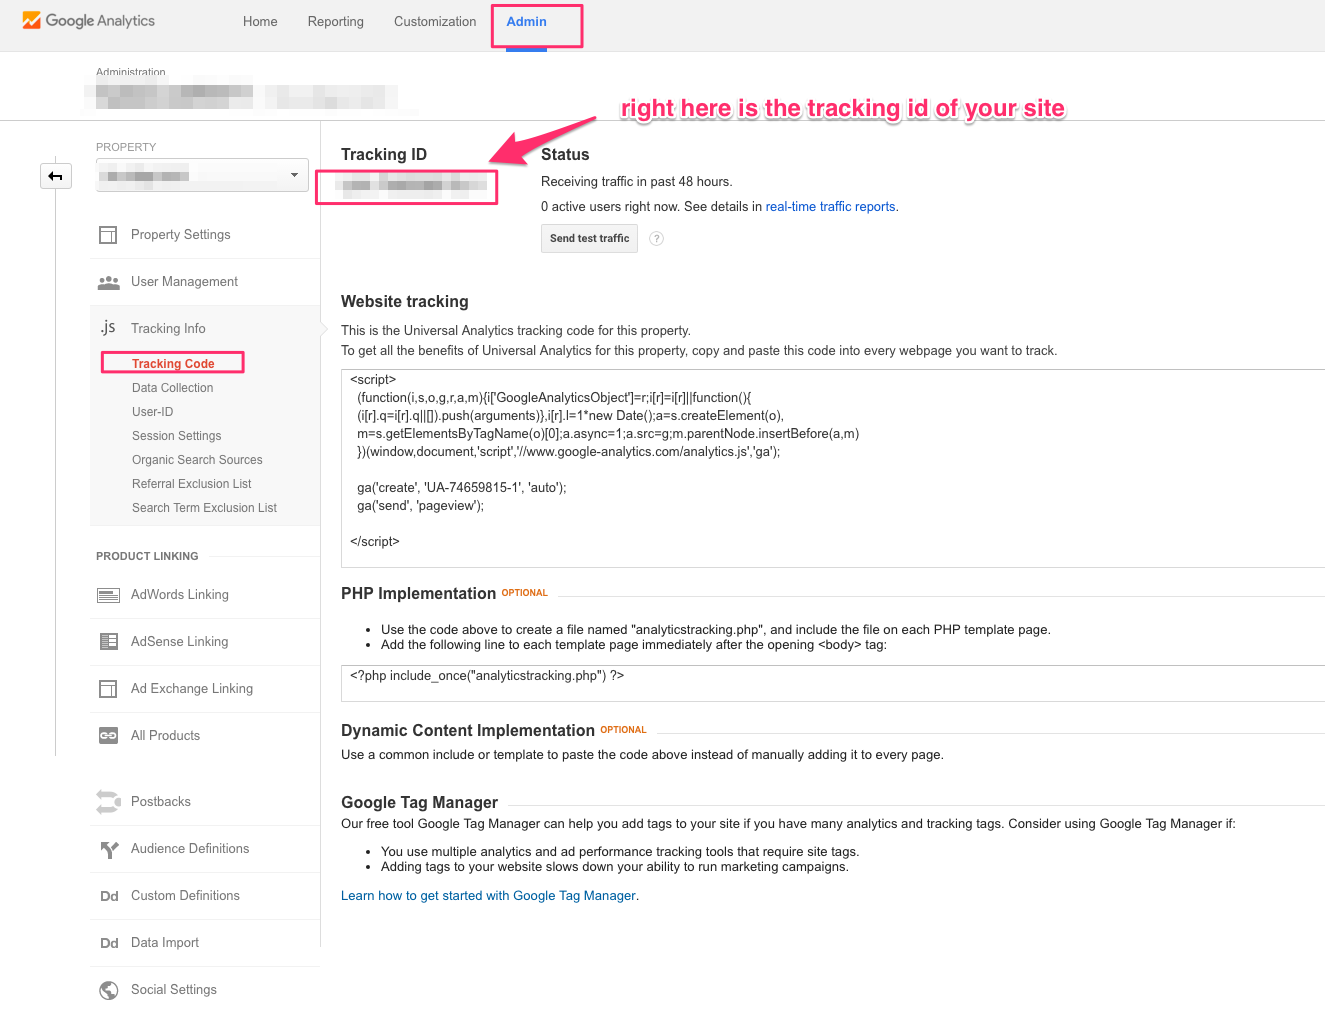 Google Analytics
Home Reporting Customization Admin
Administration
right here is the tracking id of your site
PROPERTY
Property Settings
User Management
.js Tracking Info
Tracking Code
Data Collection
User-ID
Session Settings
Organic Search Sources
Referral Exclusion List
Search Term Exclusion List
PRODUCT LINKING
AdWords Linking
AdSense Linking
Ad Exchange Linking
All Products
Postbacks
Audience Definitions
Dd Custom Definitions
Dd Data Import
Social Settings
Tracking ID
Status
Receiving traffic in past 48 hours.
0 active users right now. See details in real-time traffic reports.
Send test traffic ?
Website tracking
This is the Universal Analytics tracking code for this property.
To get all the benefits of Universal Analytics for this property, copy and paste this code into every webpage you want to track.
<script>
(function(i,s,o,g,r,a,m){i['GoogleAnalyticsObject']=r;i[r]=i[r]||function(){
(i[r].q=i[r].q||[]).push(arguments)},i[r].l=1*new Date();a=s.createElement(o),
m=s.getElementsByTagName(o)[0];a.async=1;a.src=g;m.parentNode.insertBefore(a,m)
})(window,document,'script','//www.google-analytics.com/analytics.js','ga');
ga('create', 'UA-74659815-1', 'auto');
ga('send', 'pageview');
</script>
PHP Implementation OPTIONAL
• Use the code above to create a file named "analyticstracking.php", and include the file on each PHP template page.
• Add the following line to each template page immediately after the opening <body> tag:
<?php include_once("analyticstracking.php") ?>
Dynamic Content Implementation OPTIONAL
Use a common include or template to paste the code above instead of manually adding it to every page.
Google Tag Manager
Our free tool Google Tag Manager can help you add tags to your site if you have many analytics and tracking tags. Consider using Google Tag Manager if:
• You use multiple analytics and ad performance tracking tools that require site tags.
• Adding tags to your website slows down your ability to run marketing campaigns.
Learn how to get started with Google Tag Manager.